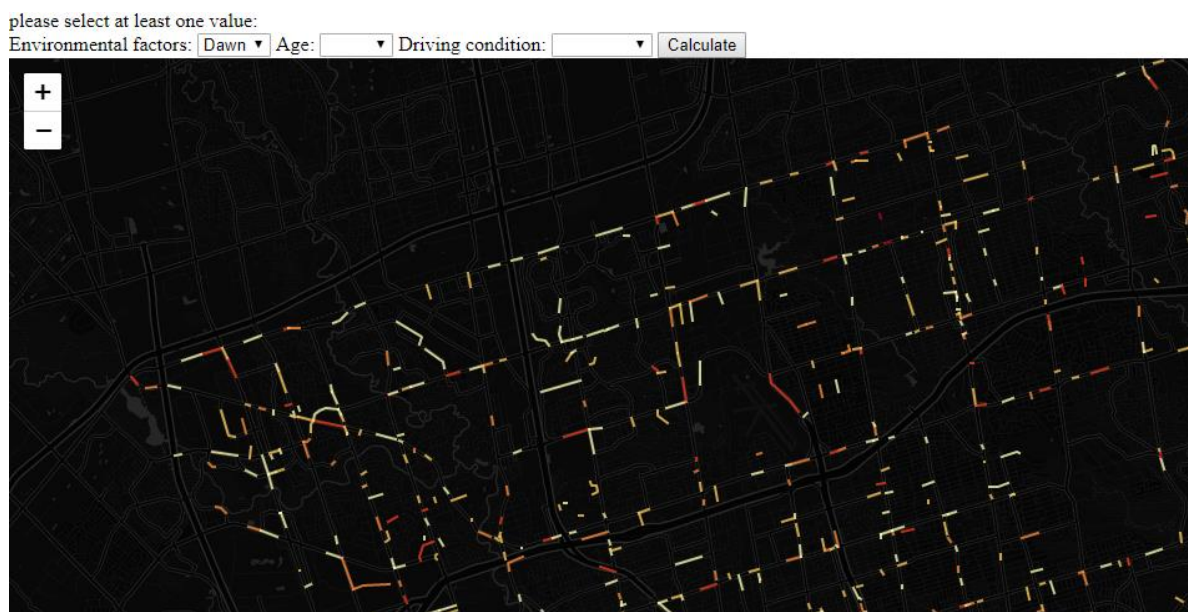 please select at least one value:
Environmental factors: Dawn ▼ Age: ▼ Driving condition: ▼ Calculate
+
−